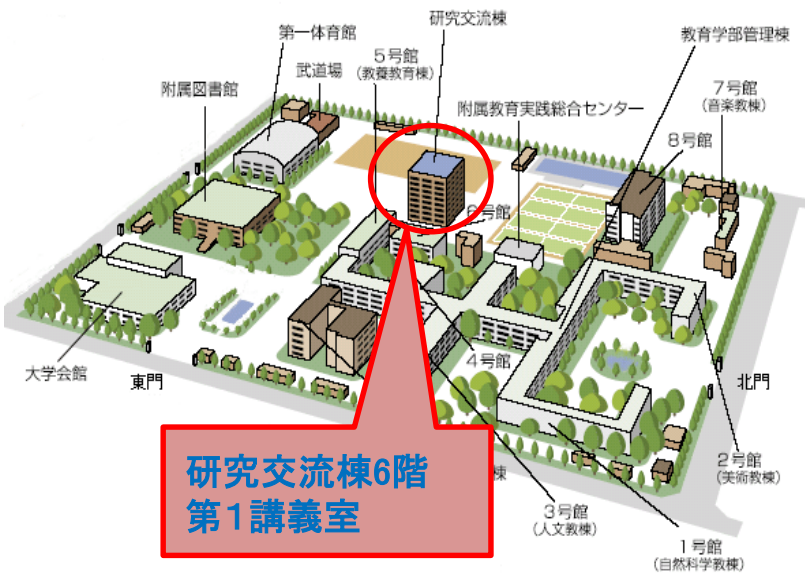 研究交流棟
第一体育館
教育学部管理棟
5号館
(教養教育棟)
武道場
7号館
(音楽教棟)
附属図書館
附属教育実践総合センター
8号館
6号館
4号館
大学会館
東門
北門
研究交流棟6階
第1講義室
棟
2号館
(美術教棟)
3号館
(人文教棟)
1号館
(自然科学教棟)